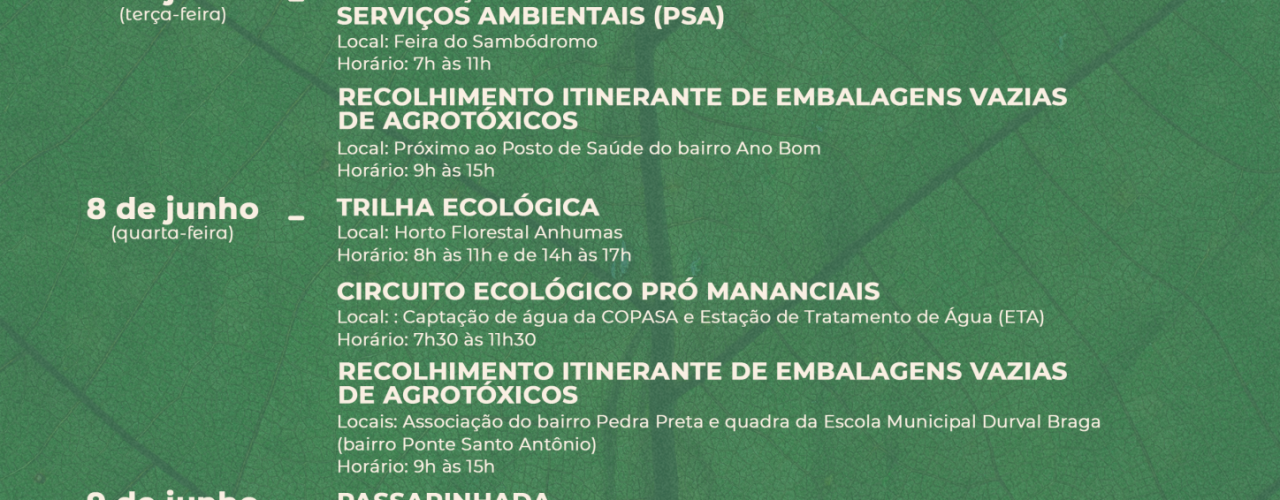 (terça-feira)
SERVIÇOS AMBIENTAIS (PSA)
Local: Feira do Sambódromo
Horário: 7h às 11h
RECOLHIMENTO ITINERANTE DE EMBALAGENS VAZIAS
DE AGROTÓXICOS
Local: Próximo ao Posto de Saúde do bairro Ano Bom
Horário: 9h às 15h
8 de junho –
(quarta-feira)
TRILHA ECOLÓGICA
Local: Horto Florestal Anhumas
Horário: 8h às 11h e de 14h às 17h
CIRCUITO ECOLÓGICO PRÓ MANANCIAIS
Local: : Captação de água da COPASA e Estação de Tratamento de Água (ETA)
Horário: 7h30 às 11h30
RECOLHIMENTO ITINERANTE DE EMBALAGENS VAZIAS
DE AGROTÓXICOS
Locais: Associação do bairro Pedra Preta e quadra da Escola Municipal Durval Braga
(bairro Ponte Santo Antônio)
Horário: 9h às 15h
9 de junho
PASSARINHADA